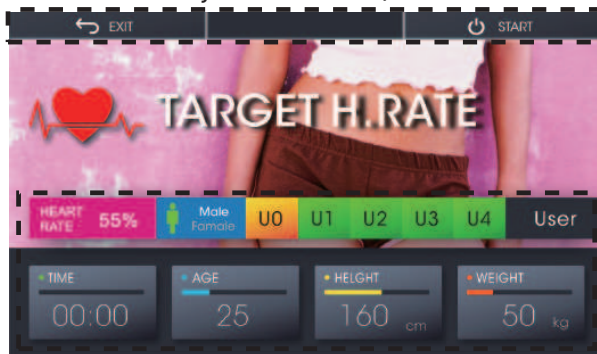 EXIT START
TARGET H.RATE
HEART RATE 55% Male Famale U0 U1 U2 U3 U4 User
TIME AGE HELGHT WEIGHT
00:00 25 160 cm 50 kg